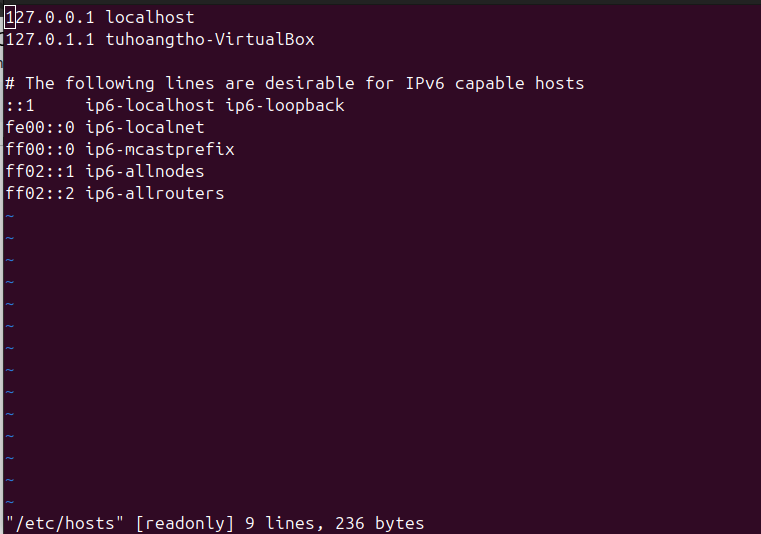 127.0.0.1 localhost
127.0.1.1 tuhoangtho-VirtualBox
# The following lines are desirable for IPv6 capable hosts
::1     ip6-localhost ip6-loopback
fe00::0 ip6-localnet
ff00::0 ip6-mcastprefix
ff02::1 ip6-allnodes
ff02::2 ip6-allrouters
~
~
~
~
~
~
~
~
~
~
~
~
~
~
"/etc/hosts" [readonly] 9 lines, 236 bytes